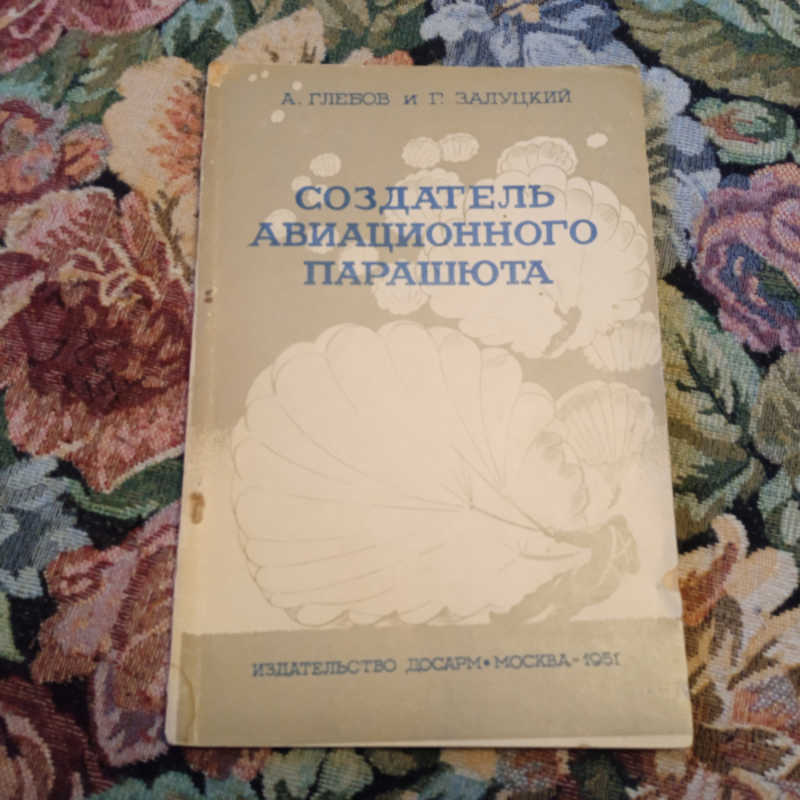 А. ГЛЕБОВ И Г. ЗАЛУЦКИЙ
СОЗДАТЕЛЬ
АВИАЦИОННОГО
ПАРАШЮТА
ИЗДАТЕЛЬСТВО ДОСАРМ • МОСКВА - 1951